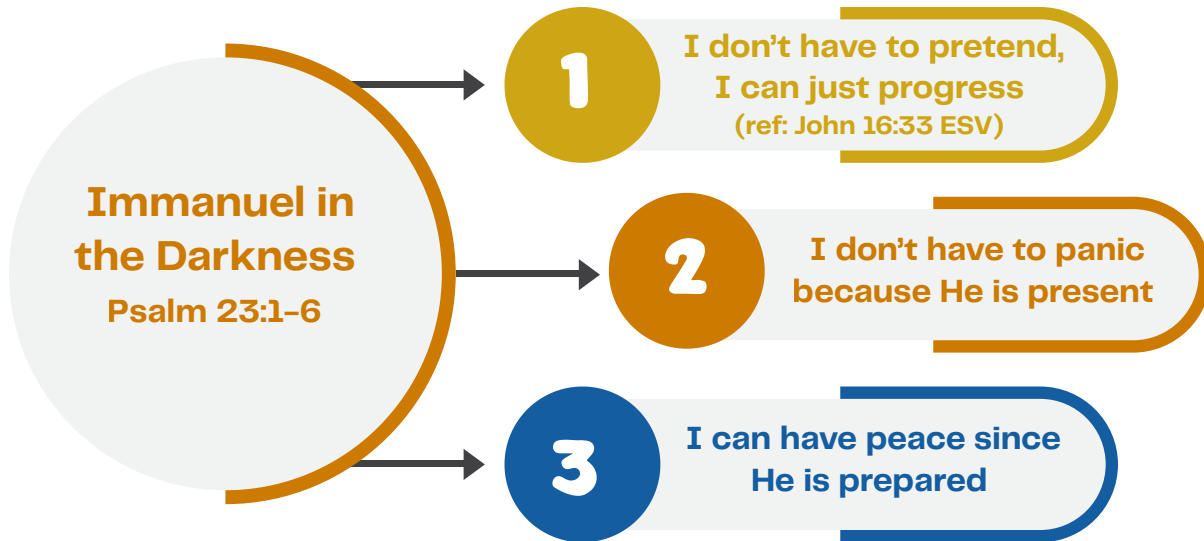 Immanuel in
the Darkness
Psalm 23:1-6
1
I don't have to pretend,
I can just progress
(ref: John 16:33 ESV)
2
I don't have to panic
because He is present
3
I can have peace since
He is prepared